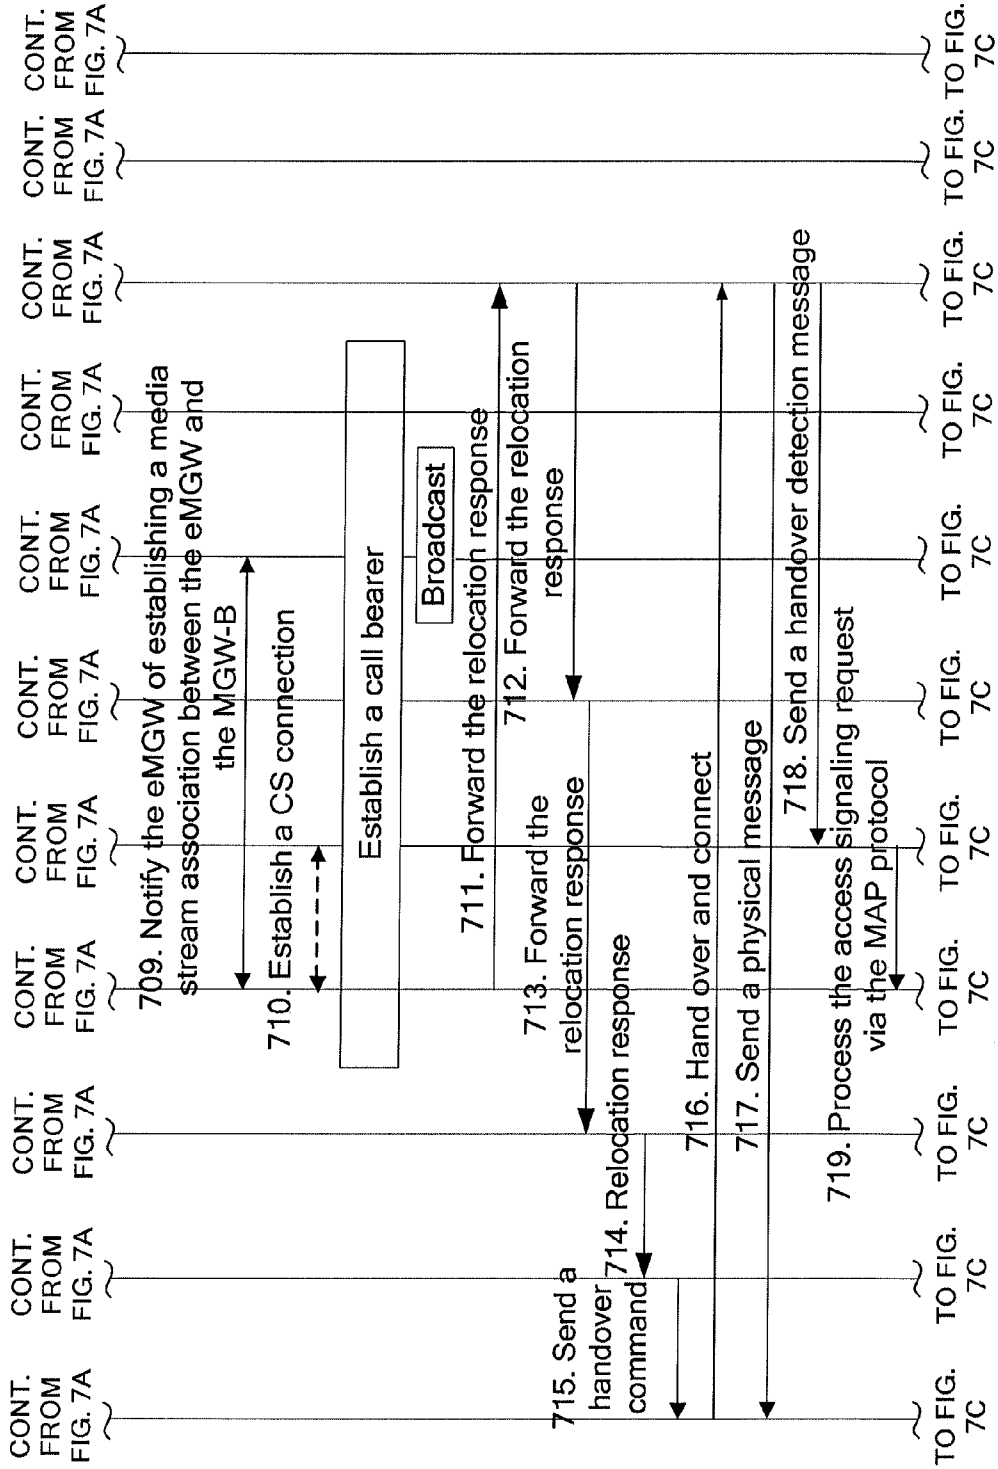 CONT.
FROM
FIG. 7A
CONT.
FROM
FIG. 7A
CONT.
FROM
FIG. 7A
CONT.
FROM
FIG. 7A
CONT.
FROM
FIG. 7A
CONT.
FROM
FIG. 7A
CONT.
FROM
FIG. 7A
CONT.
FROM
FIG. 7A
CONT.
FROM
FIG. 7A
CONT.
FROM
FIG. 7A
CONT.
FROM
FIG. 7A
709. Notify the eMGW of establishing a media
stream association between the eMGW and
the MGW-B
710. Establish a CS connection
Establish a call bearer
Broadcast
711. Forward the relocation response
712. Forward the relocation
response
713. Forward the
relocation response
714. Relocation response
715. Send a
handover
command
716. Hand over and connect
717. Send a physical message
718. Send a handover detection message
719. Process the access signaling request
via the MAP protocol
TO FIG.
7C
TO FIG.
7C
TO FIG.
7C
TO FIG.
7C
TO FIG.
7C
TO FIG.
7C
TO FIG.
7C
TO FIG.
7C
TO FIG.
7C
TO FIG.
7C
TO FIG.
7C